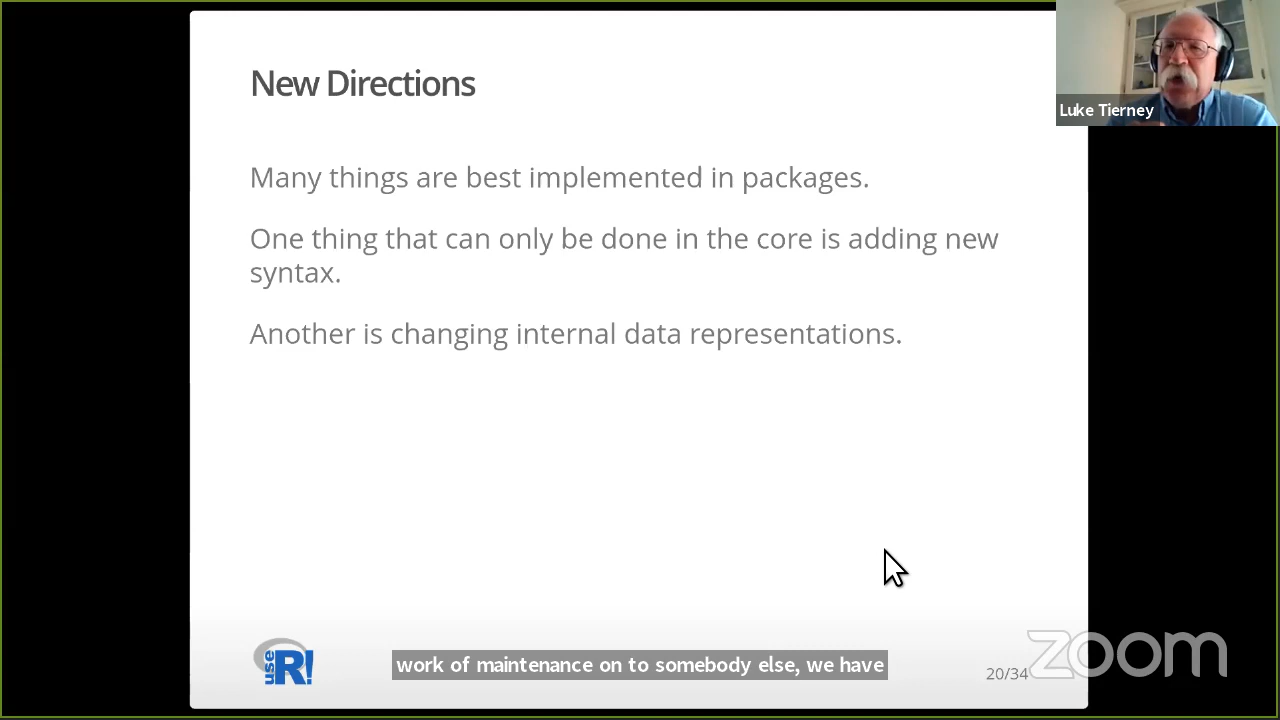 New Directions
Luke Tierney
Many things are best implemented in packages.
One thing that can only be done in the core is adding new
syntax.
Another is changing internal data representations.
useR!
work of maintenance on to somebody else, we have
20/34
zoom